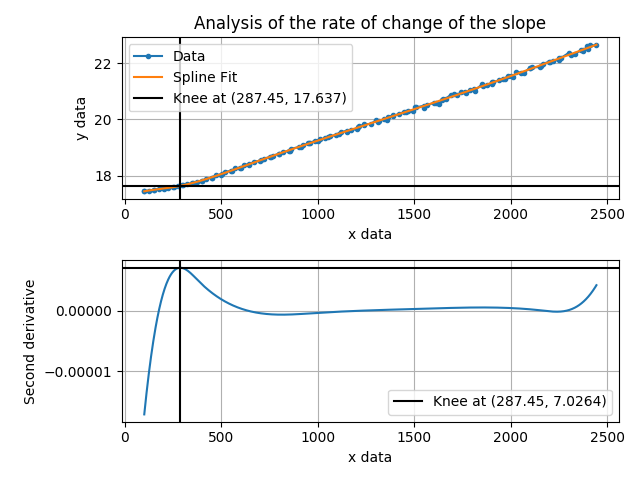 Analysis of the rate of change of the slope
Data
Spline Fit
Knee at (287.45, 17.637)
y data
22
20
18
0
500
1000
1500
2000
2500
x data
Second derivative
0.00000
−0.00001
Knee at (287.45, 7.0264)
0
500
1000
1500
2000
2500
x data